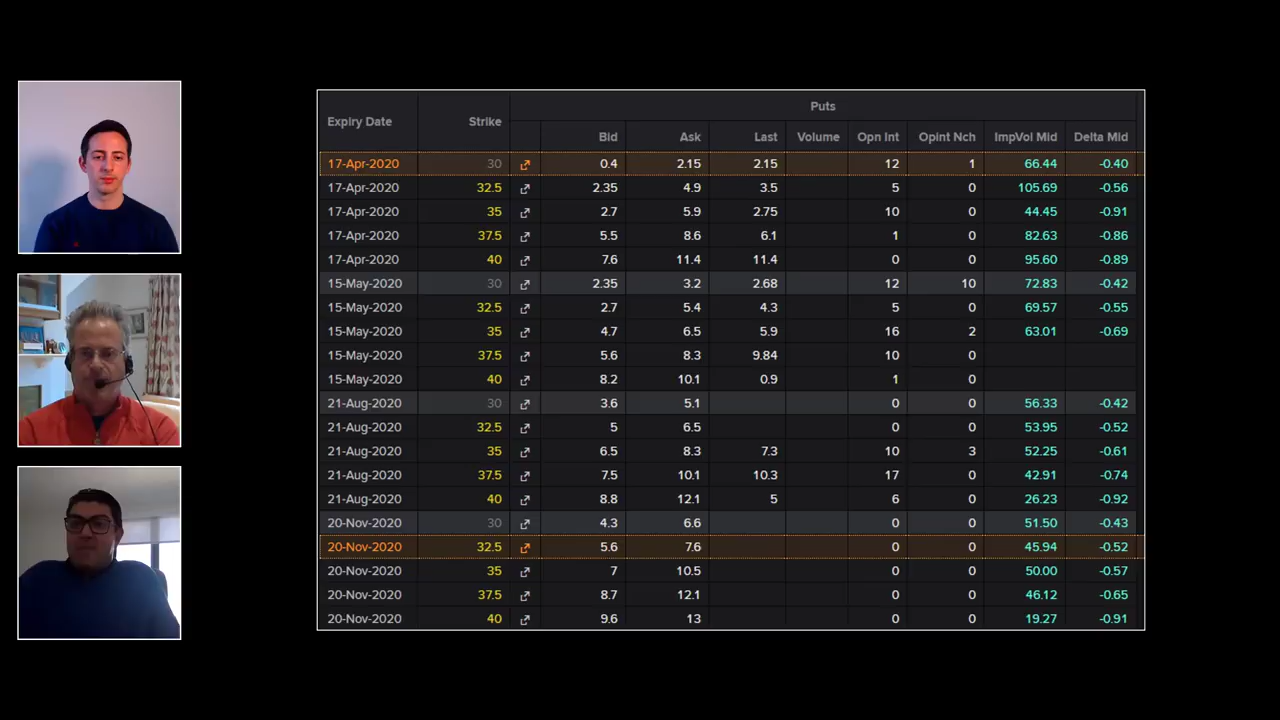 Puts
Expiry Date Strike Bid Ask Last Volume Opn Int Opint Nch ImpVol Mid Delta Mid
17-Apr-2020 30 0.4 2.15 2.15 12 1 66.44 -0.40
17-Apr-2020 32.5 2.35 4.9 3.5 5 0 105.69 -0.56
17-Apr-2020 35 2.7 5.9 2.75 10 0 44.45 -0.91
17-Apr-2020 37.5 5.5 8.6 6.1 1 0 82.63 -0.86
17-Apr-2020 40 7.6 11.4 11.4 0 0 95.60 -0.89
15-May-2020 30 2.35 3.2 2.68 12 10 72.83 -0.42
15-May-2020 32.5 2.7 5.4 4.3 5 0 69.57 -0.55
15-May-2020 35 4.7 6.5 5.9 16 2 63.01 -0.69
15-May-2020 37.5 5.6 8.3 9.84 10 0
15-May-2020 40 8.2 10.1 0.9 1 0
21-Aug-2020 30 3.6 5.1 0 0 56.33 -0.42
21-Aug-2020 32.5 5 6.5 0 0 53.95 -0.52
21-Aug-2020 35 6.5 8.3 7.3 10 3 52.25 -0.61
21-Aug-2020 37.5 7.5 10.1 10.3 17 0 42.91 -0.74
21-Aug-2020 40 8.8 12.1 5 6 0 26.23 -0.92
20-Nov-2020 30 4.3 6.6 0 0 51.50 -0.43
20-Nov-2020 32.5 5.6 7.6 0 0 45.94 -0.52
20-Nov-2020 35 7 10.5 0 0 50.00 -0.57
20-Nov-2020 37.5 8.7 12.1 0 0 46.12 -0.65
20-Nov-2020 40 9.6 13 0 0 19.27 -0.91